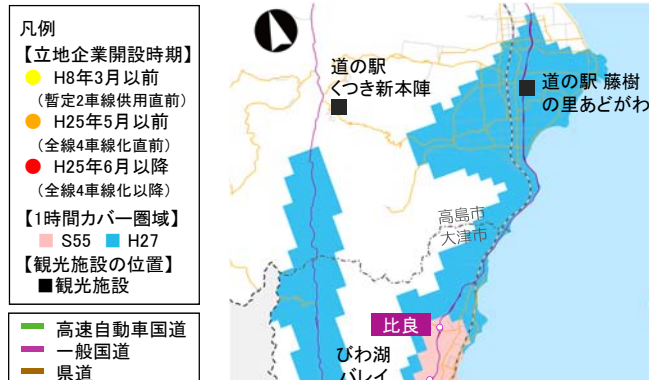 凡例
【立地企業開設時期】
H8年3月以前
(暫定2車線供用直前)
H25年5月以前
(全線4車線化直前)
H25年6月以降
(全線4車線化以降)
【1時間カバー圏域】
S55 H27
【観光施設の位置】
■観光施設
高速自動車国道
一般国道
県道
道の駅
くつき新本陣
道の駅 藤樹
の里あどがわ
高島市
大津市
比良
びわ湖
バレイ